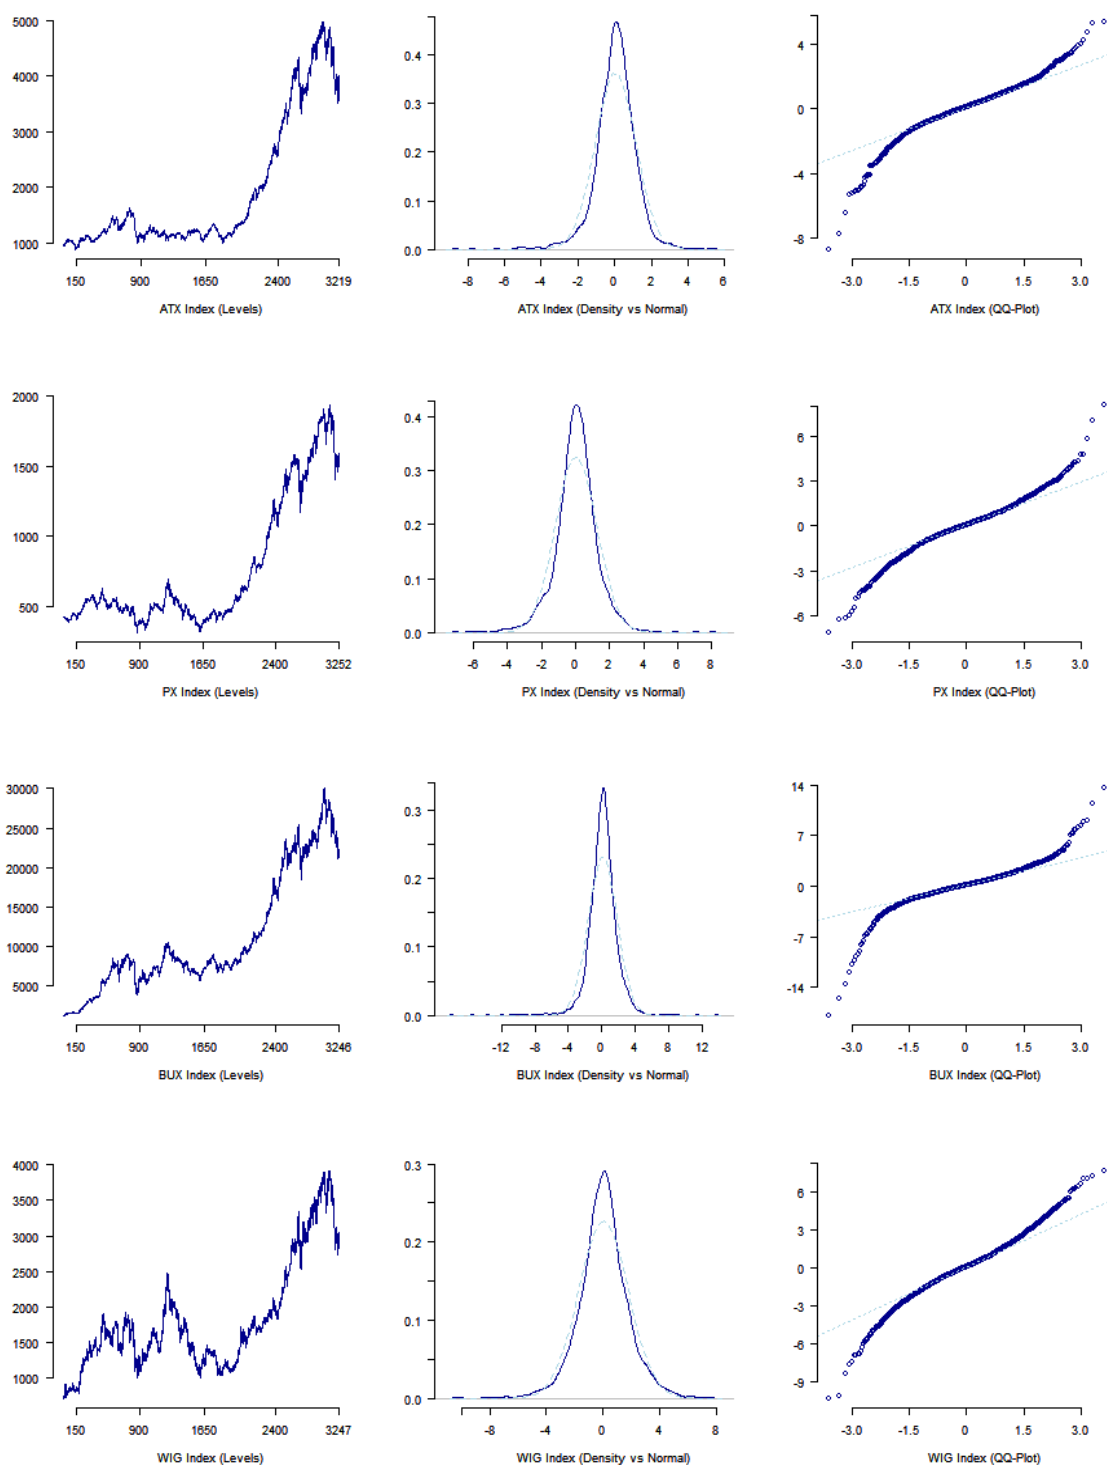 5000
4000
3000
2000
1000
150 900 1650 2400 3219
ATX Index (Levels)
0.4
0.3
0.2
0.1
0.0
-8 -6 -4 -2 0 2 4 6
ATX Index (Density vs Normal)
4
0
-4
-8
-3.0 -1.5 0 1.5 3.0
ATX Index (QQ-Plot)
2000
1500
1000
500
150 900 1650 2400 3252
PX Index (Levels)
0.4
0.3
0.2
0.1
0.0
-6 -4 -2 0 2 4 6 8
PX Index (Density vs Normal)
6
3
0
-3
-6
-3.0 -1.5 0 1.5 3.0
PX Index (QQ-Plot)
30000
25000
20000
15000
10000
5000
150 900 1650 2400 3246
BUX Index (Levels)
0.3
0.2
0.1
0.0
-12 -8 -4 0 4 8 12
BUX Index (Density vs Normal)
14
7
0
-7
-14
-3.0 -1.5 0 1.5 3.0
BUX Index (QQ-Plot)
4000
3500
3000
2500
2000
1500
1000
150 900 1650 2400 3247
WIG Index (Levels)
0.3
0.2
0.1
0.0
-8 -4 0 4 8
WIG Index (Density vs Normal)
6
3
0
-3
-6
-9
-3.0 -1.5 0 1.5 3.0
WIG Index (QQ-Plot)